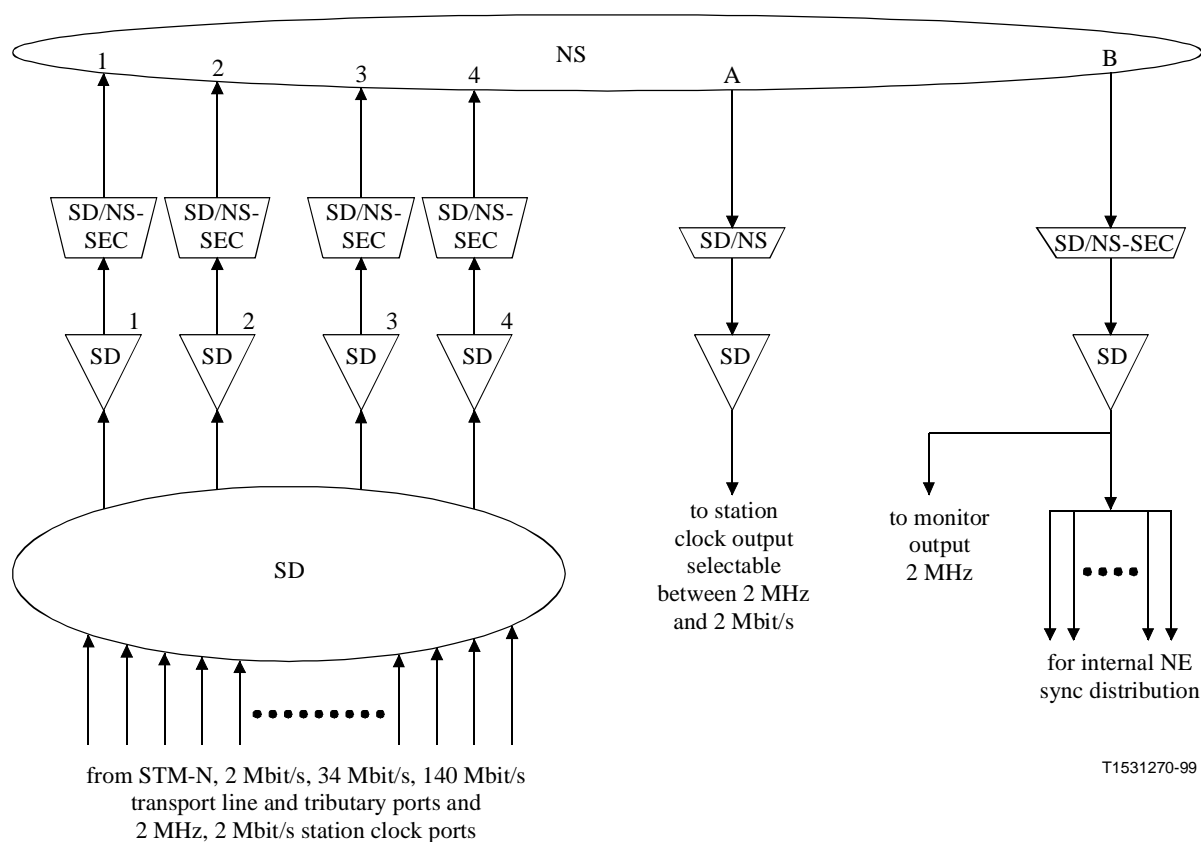 NS
1
2
3
4
A
B
SD/NS-
SEC
SD/NS-
SEC
SD/NS-
SEC
SD/NS-
SEC
SD/NS
SD/NS-SEC
1
2
3
4
SD
SD
SD
SD
SD
SD
to station
clock output
selectable
between 2 MHz
and 2 Mbit/s
to monitor
output
2 MHz
SD
for internal NE
sync distribution
from STM-N, 2 Mbit/s, 34 Mbit/s, 140 Mbit/s
transport line and tributary ports and
2 MHz, 2 Mbit/s station clock ports
T1531270-99